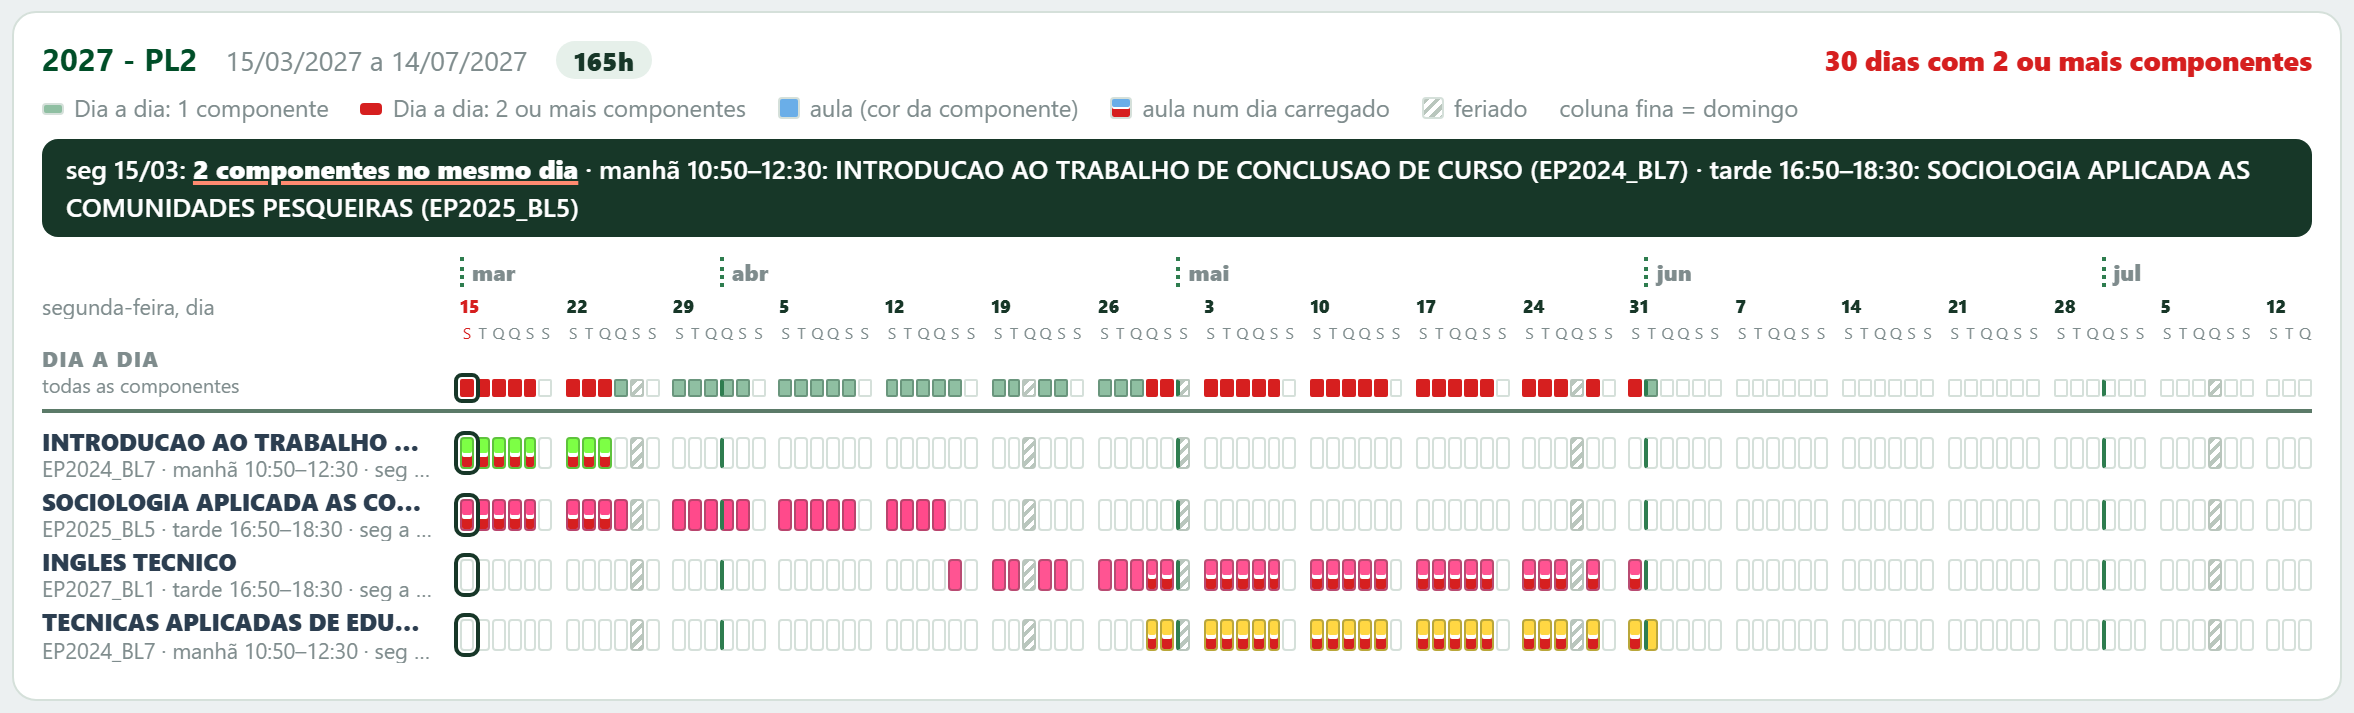 2027 - PL2 15/03/2027 a 14/07/2027 165h 30 dias com 2 ou mais componentes
Dia a dia: 1 componente Dia a dia: 2 ou mais componentes aula (cor da componente) aula num dia carregado feriado coluna fina = domingo
seg 15/03: 2 componentes no mesmo dia · manhã 10:50–12:30: INTRODUCAO AO TRABALHO DE CONCLUSAO DE CURSO (EP2024_BL7) · tarde 16:50–18:30: SOCIOLOGIA APLICADA AS
COMUNIDADES PESQUEIRAS (EP2025_BL5)
mar abr mai jun jul
segunda-feira, dia 15 22 29 5 12 19 26 3 10 17 24 31 7 14 21 28 5 12
S T Q Q S S S T Q Q S S S T Q Q S S S T Q Q S S S T Q Q S S S T Q Q S S S T Q Q S S S T Q Q S S S T Q Q S S S T Q Q S S S T Q Q S S S T Q Q S S S T Q Q S S S T Q Q S S S T Q Q S S S T Q Q S S S T Q Q S S S T Q
DIA A DIA
todas as componentes
INTRODUCAO AO TRABALHO ...
EP2024_BL7 · manhã 10:50–12:30 · seg ...
SOCIOLOGIA APLICADA AS CO...
EP2025_BL5 · tarde 16:50–18:30 · seg a ...
INGLES TECNICO
EP2027_BL1 · tarde 16:50–18:30 · seg a ...
TECNICAS APLICADAS DE EDU...
EP2024_BL7 · manhã 10:50–12:30 · seg ...